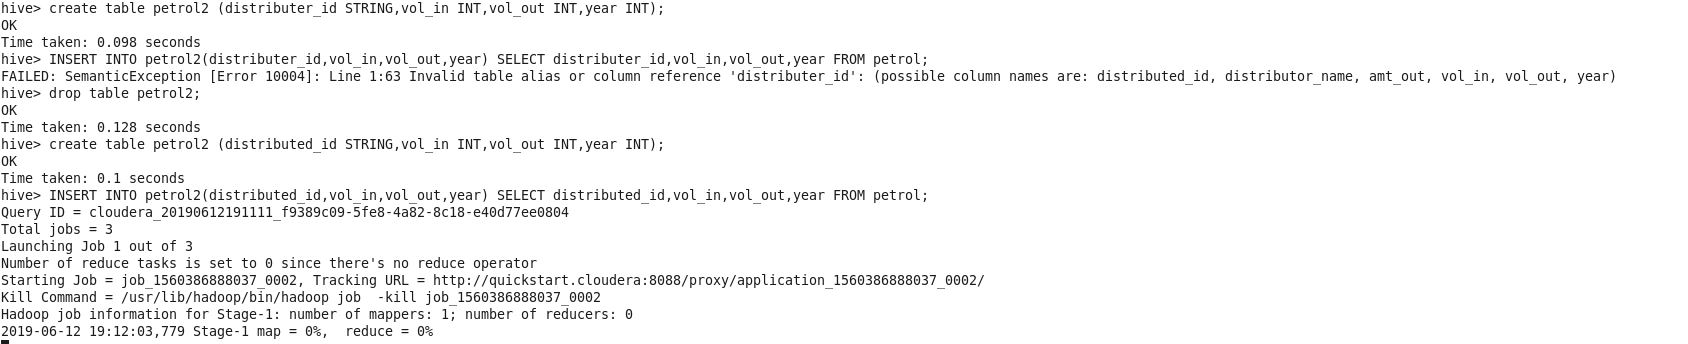 hive> create table petrol2 (distributer_id STRING,vol_in INT,vol_out INT,year INT);
OK
Time taken: 0.098 seconds
hive> INSERT INTO petrol2(distributer_id,vol_in,vol_out,year) SELECT distributer_id,vol_in,vol_out,year FROM petrol;
FAILED: SemanticException [Error 10004]: Line 1:63 Invalid table alias or column reference 'distributer_id': (possible column names are: distributed_id, distributor_name, amt_out, vol_in, vol_out, year)
hive> drop table petrol2;
OK
Time taken: 0.128 seconds
hive> create table petrol2 (distributed_id STRING,vol_in INT,vol_out INT,year INT);
OK
Time taken: 0.1 seconds
hive> INSERT INTO petrol2(distributed_id,vol_in,vol_out,year) SELECT distributed_id,vol_in,vol_out,year FROM petrol;
Query ID = cloudera_20190612191111_f9389c09-5fe8-4a82-8c18-e40d77ee0804
Total jobs = 3
Launching Job 1 out of 3
Number of reduce tasks is set to 0 since there's no reduce operator
Starting Job = job_1560386888037_0002, Tracking URL = http://quickstart.cloudera:8088/proxy/application_1560386888037_0002/
Kill Command = /usr/lib/hadoop/bin/hadoop job  -kill job_1560386888037_0002
Hadoop job information for Stage-1: number of mappers: 1; number of reducers: 0
2019-06-12 19:12:03,779 Stage-1 map = 0%,  reduce = 0%